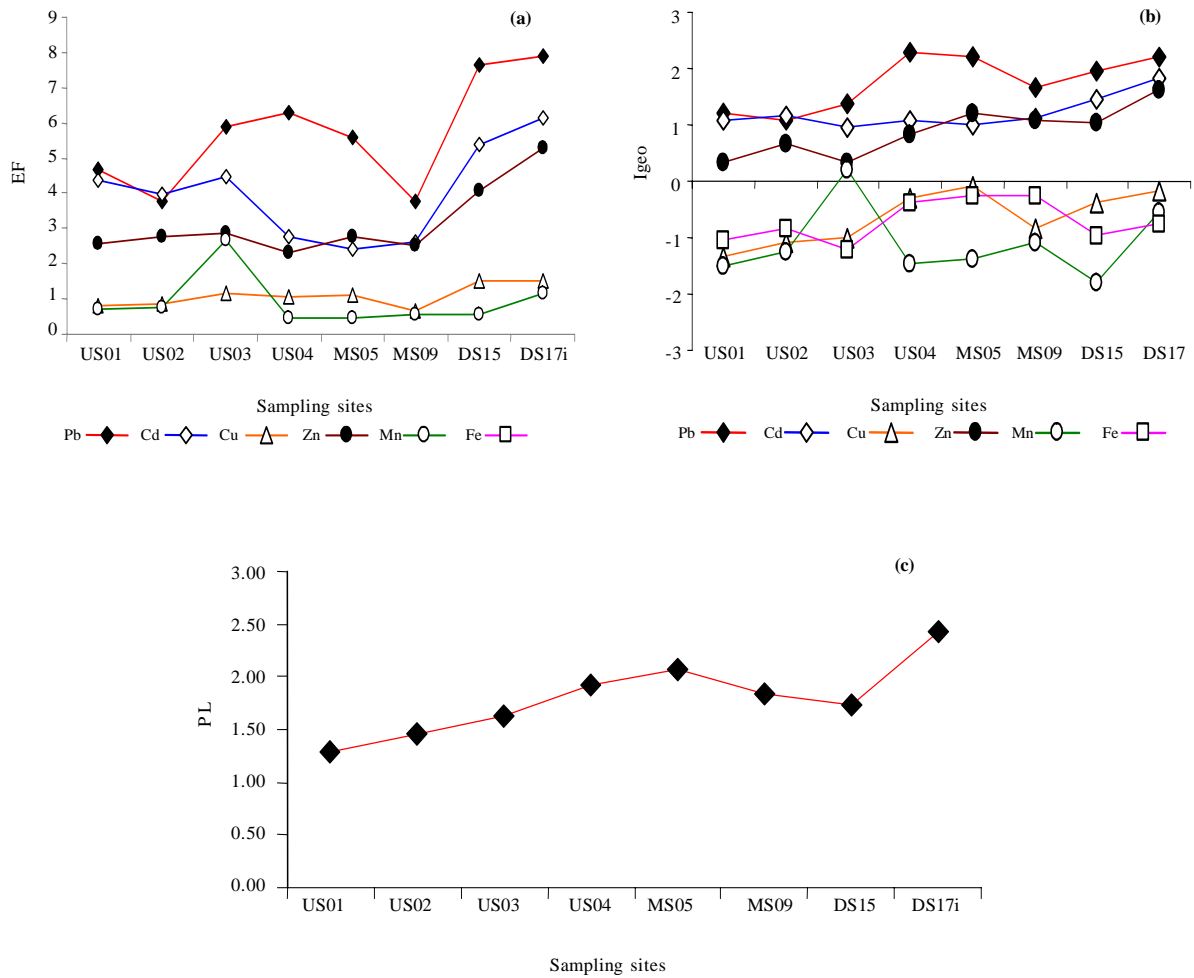 (a)
9
8
7
6
5
4
3
2
1
0
EF
US01 US02 US03 US04 MS05 MS09 DS15 DS17i
Sampling sites
Pb Cd Cu Zn Mn Fe
(b)
3
2
1
0
-1
-2
-3
Igeo
US01 US02 US03 US04 MS05 MS09 DS15 DS17
Sampling sites
Pb Cd Cu Zn Mn Fe
(c)
3.00
2.50
2.00
1.50
1.00
0.50
0.00
PL
US01 US02 US03 US04 MS05 MS09 DS15 DS17i
Sampling sites